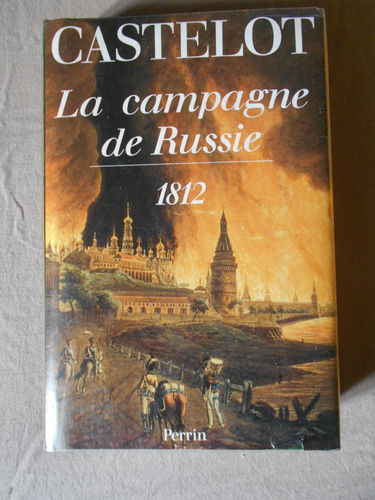 CASTELOT
La campagne
de Russie
1812
Perrin